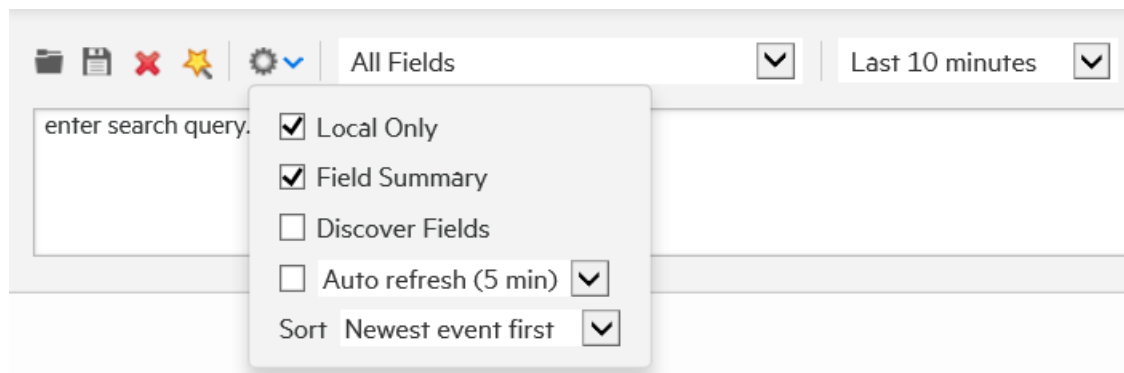 All Fields
Last 10 minutes
enter search query.
Local Only
Field Summary
Discover Fields
Auto refresh (5 min)
Sort Newest event first